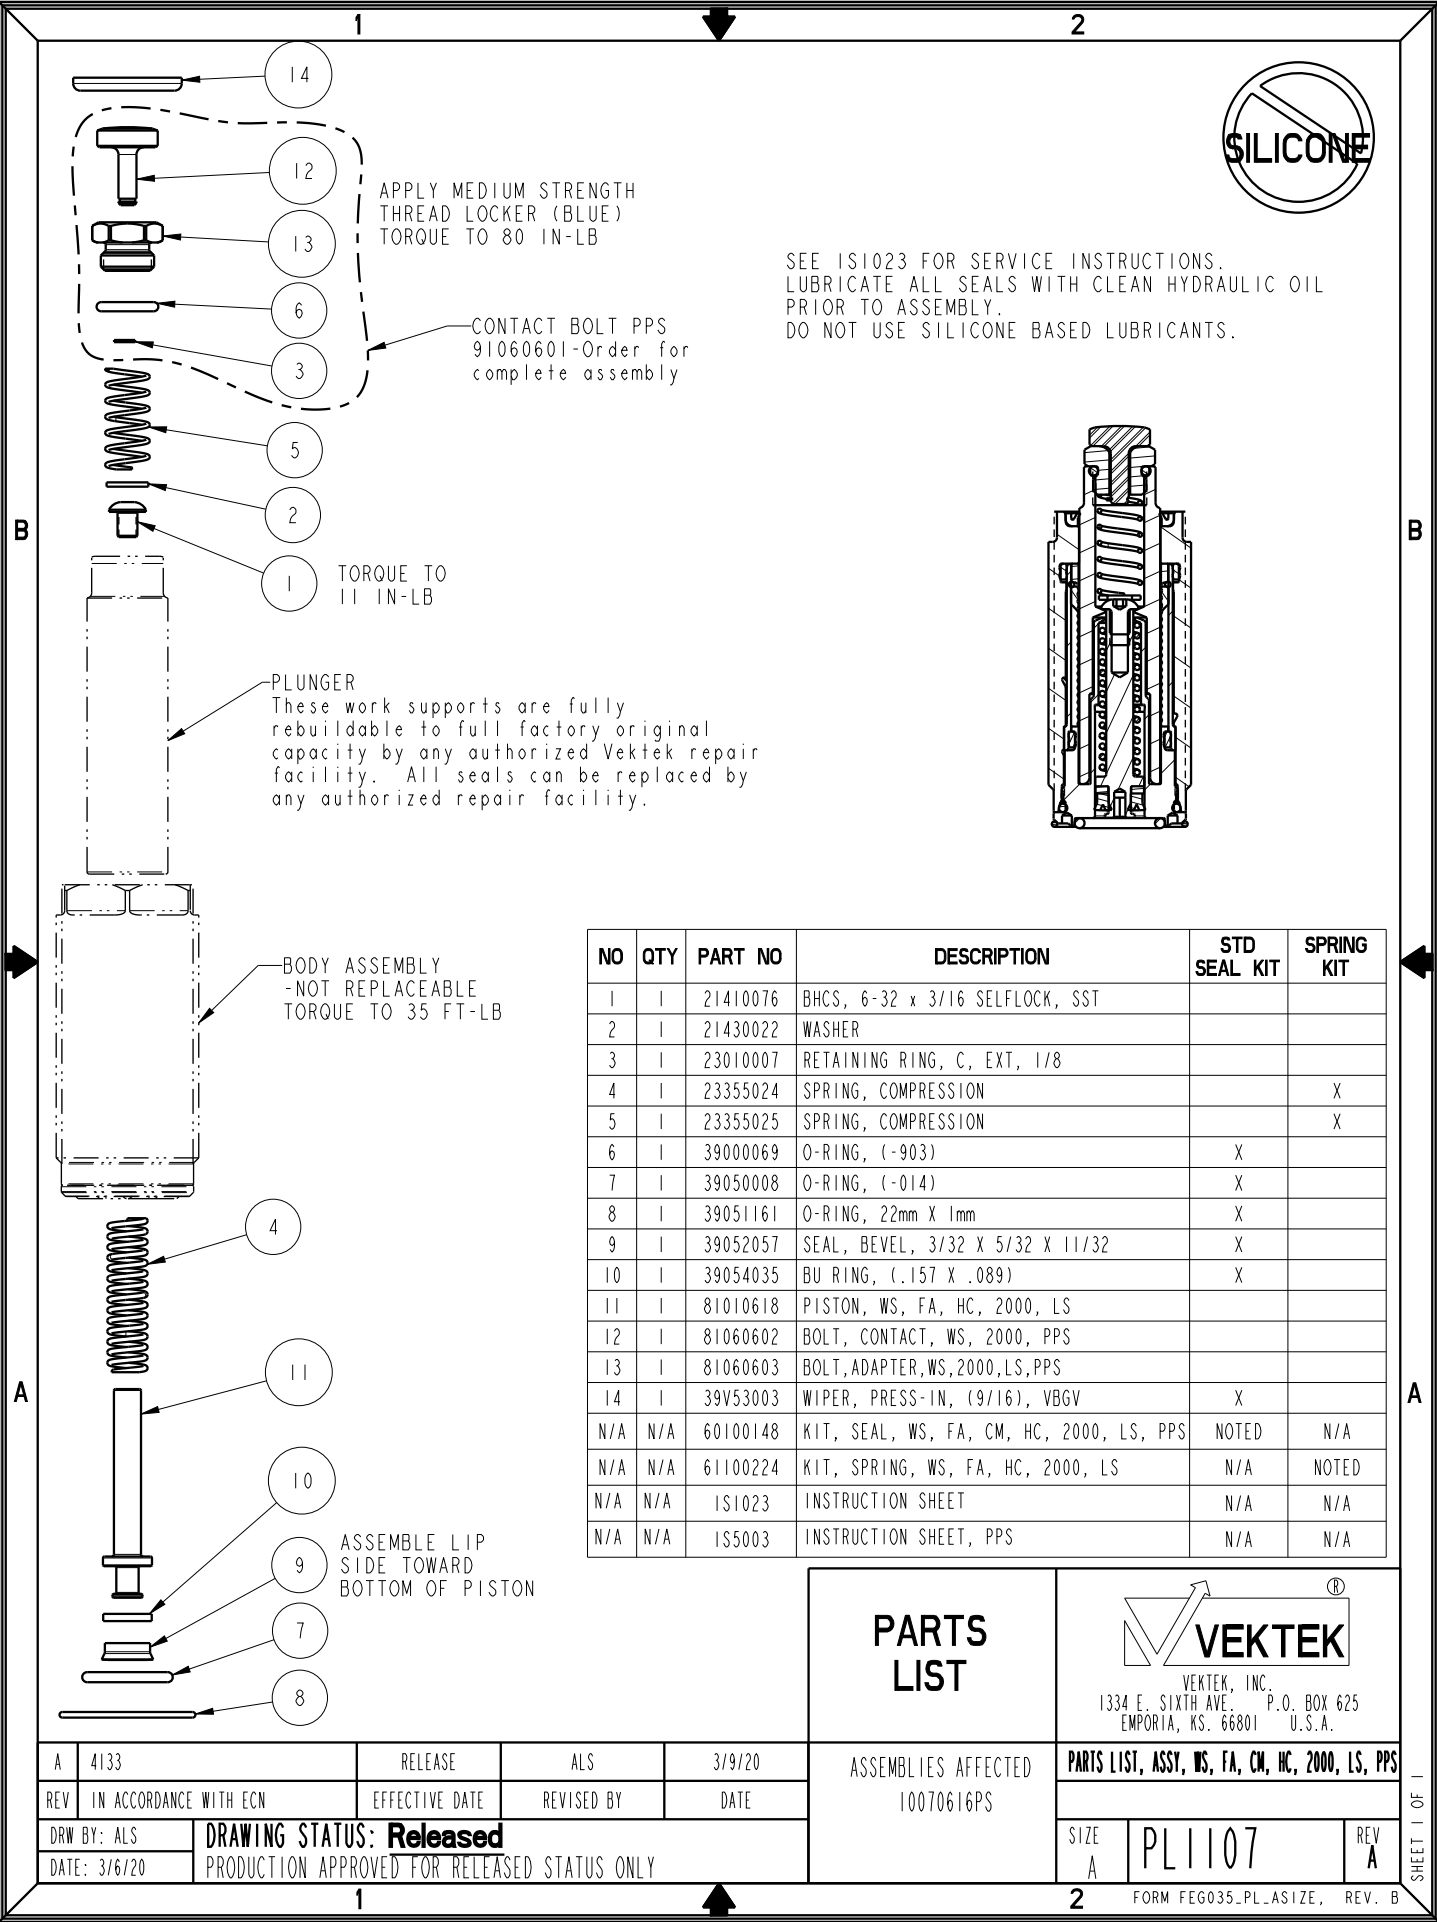 1
2
14
SILICONE
12
APPLY MEDIUM STRENGTH
THREAD LOCKER (BLUE)
TORQUE TO 80 IN-LB
13
SEE IS1023 FOR SERVICE INSTRUCTIONS.
LUBRICATE ALL SEALS WITH CLEAN HYDRAULIC OIL
PRIOR TO ASSEMBLY.
DO NOT USE SILICONE BASED LUBRICANTS.
6
CONTACT BOLT PPS
91060601-Order for
complete assembly
3
5
2
B
B
1
TORQUE TO
11 IN-LB
PLUNGER
These work supports are fully
rebuildable to full factory original
capacity by any authorized Vektek repair
facility. All seals can be replaced by
any authorized repair facility.
BODY ASSEMBLY
-NOT REPLACEABLE
TORQUE TO 35 FT-LB
4
11
A
A
10
9
ASSEMBLE LIP
SIDE TOWARD
BOTTOM OF PISTON
7
8
NO QTY PART NO DESCRIPTION STD SEAL KIT SPRING KIT
1 1 21410076 BHCS, 6-32 x 3/16 SELFLOCK, SST
2 1 21430022 WASHER
3 1 23010007 RETAINING RING, C, EXT, 1/8
4 1 23355024 SPRING, COMPRESSION X
5 1 23355025 SPRING, COMPRESSION X
6 1 39000069 O-RING, (-903) X
7 1 39050008 O-RING, (-014) X
8 1 39051161 O-RING, 22mm X 1mm X
9 1 39052057 SEAL, BEVEL, 3/32 X 5/32 X 11/32 X
10 1 39054035 BU RING, (.157 X .089) X
11 1 81010618 PISTON, WS, FA, HC, 2000, LS
12 1 81060602 BOLT, CONTACT, WS, 2000, PPS
13 1 81060603 BOLT,ADAPTER,WS,2000,LS,PPS
14 1 39V53003 WIPER, PRESS-IN, (9/16), VBGV X
N/A N/A 60100148 KIT, SEAL, WS, FA, CM, HC, 2000, LS, PPS NOTED N/A
N/A N/A 61100224 KIT, SPRING, WS, FA, HC, 2000, LS N/A NOTED
N/A N/A IS1023 INSTRUCTION SHEET N/A N/A
N/A N/A IS5003 INSTRUCTION SHEET, PPS N/A N/A
PARTS
LIST
®
VEKTEK
VEKTEK, INC.
1334 E. SIXTH AVE. P.O. BOX 625
EMPORIA, KS. 66801 U.S.A.
A 4133 RELEASE ALS 3/9/20
REV IN ACCORDANCE WITH ECN EFFECTIVE DATE REVISED BY DATE
ASSEMBLIES AFFECTED
10070616PS
PARTS LIST, ASSY, WS, FA, CM, HC, 2000, LS, PPS
DRW BY: ALS
DATE: 3/6/20
DRAWING STATUS: Released
PRODUCTION APPROVED FOR RELEASED STATUS ONLY
SIZE
A
PL1107
REV
A
SHEET 1 OF 1
1
2
FORM FEG035_PL_ASIZE, REV. B